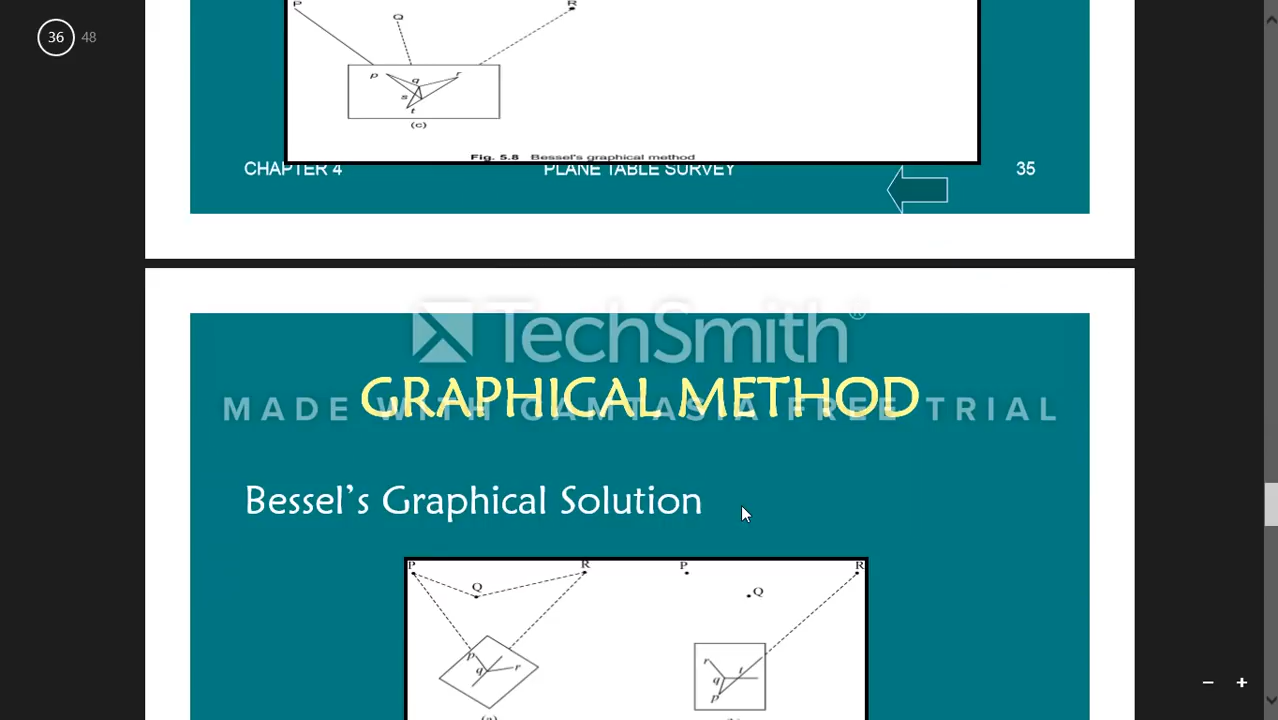 36 48
P
Q
R
p
q
r
s
t
(c)
Fig. 5.8 Bessel's graphical method
CHAPTER 4 PLANE TABLE SURVEY 35
TechSmith®
MADE WITH CAMTASIA FREE TRIAL
GRAPHICAL METHOD
Bessel's Graphical Solution
P R P R
Q Q
p q r
r q t p